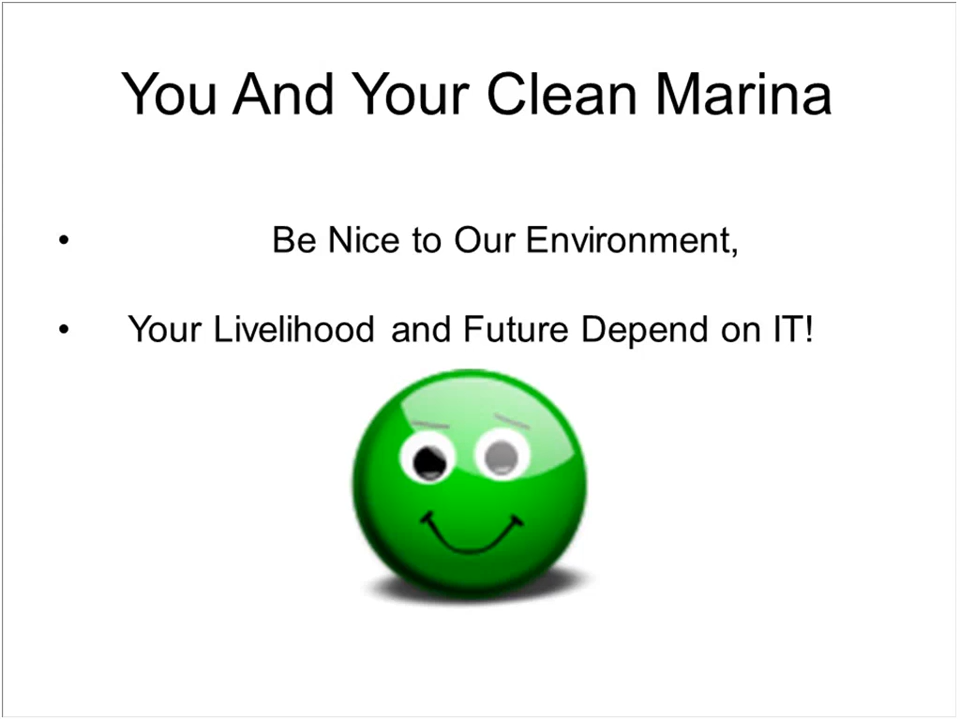 You And Your Clean Marina
• Be Nice to Our Environment,
• Your Livelihood and Future Depend on IT!